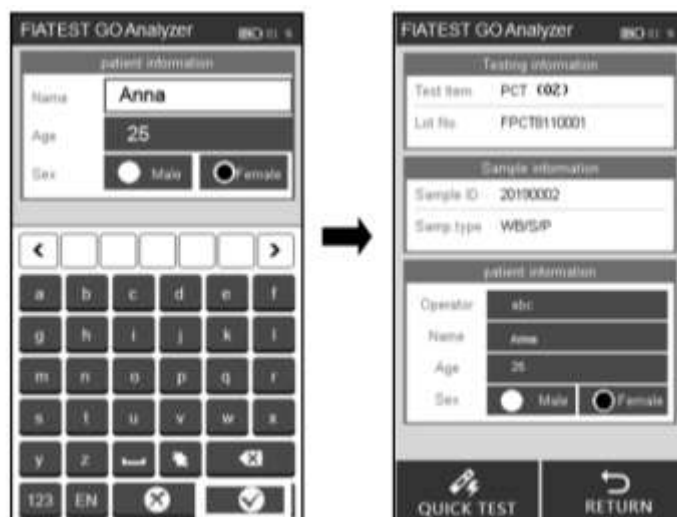 FIATEST GO Analyzer
patient information
Name Anna
Age 25
Sex Male Female
a b c d e f
g h i j k l
m n o p q r
s t u v w x
y z
123 EN
FIATEST GO Analyzer
Testing information
Test Item PCT (02)
Lot No FPCT8110001
Sample information
Sample ID 20190002
Samp type WB/S/P
patient information
Operator abc
Name Anna
Age 25
Sex Male Female
QUICK TEST RETURN